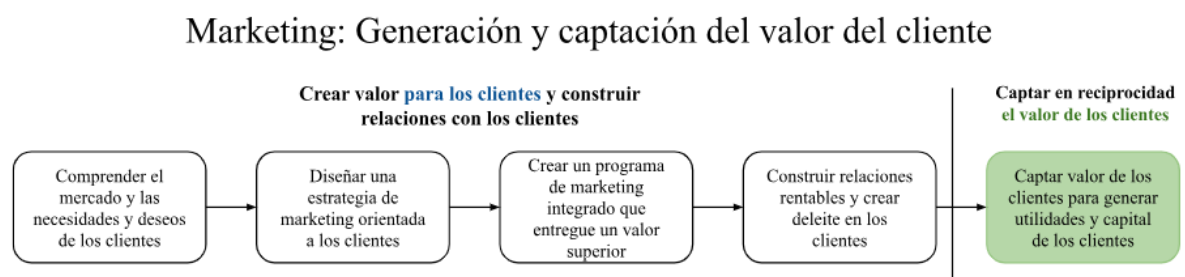 Marketing: Generación y captación del valor del cliente
Crear valor para los clientes y construir
relaciones con los clientes
Captar en reciprocidad
el valor de los clientes
Comprender el
mercado y las
necesidades y deseos
de los clientes
Diseñar una
estrategia de
marketing orientada
a los clientes
Crear un programa
de marketing
integrado que
entregue un valor
superior
Construir relaciones
rentables y crear
deleite en los
clientes
Captar valor de los
clientes para generar
utilidades y capital
de los clientes